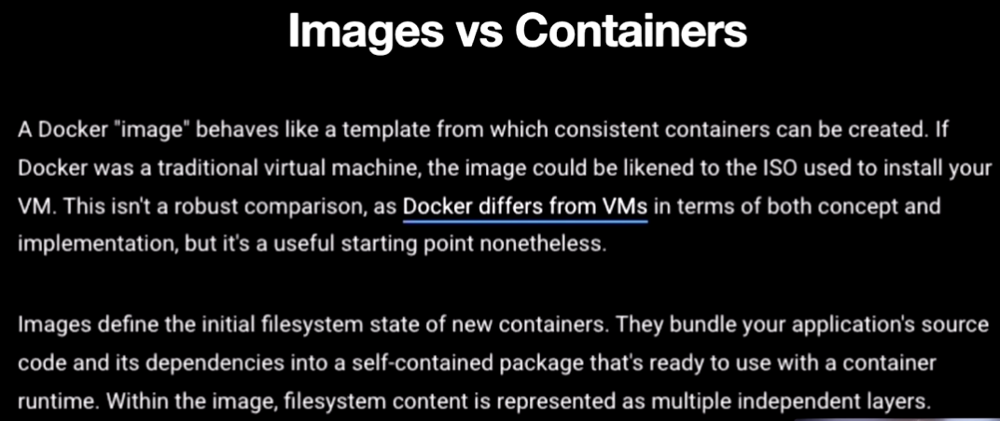 Images vs Containers
A Docker "image" behaves like a template from which consistent containers can be created. If
Docker was a traditional virtual machine, the image could be likened to the ISO used to install your
VM. This isn't a robust comparison, as Docker differs from VMs in terms of both concept and
implementation, but it's a useful starting point nonetheless.
Images define the initial filesystem state of new containers. They bundle your application's source
code and its dependencies into a self-contained package that's ready to use with a container
runtime. Within the image, filesystem content is represented as multiple independent layers.